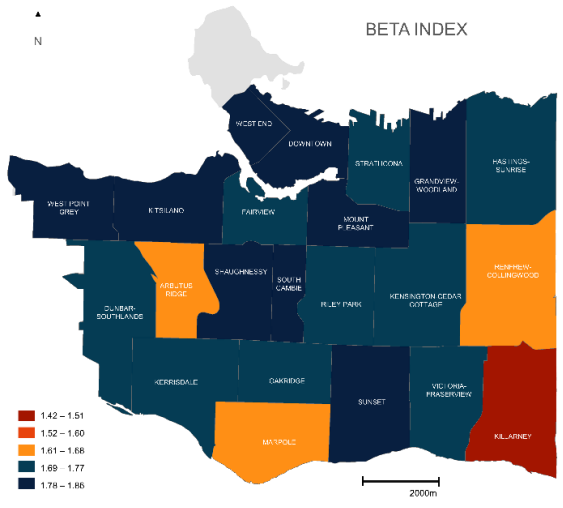 BETA INDEX
N
WEST END
DOWNTOWN
STRATHCONA
GRANDVIEW-
WOODLAND
HASTINGS-
SUNRISE
WEST POINT
GREY
KITSILANO
FAIRVIEW
MOUNT
PLEASANT
ARBUTUS
RIDGE
SHAUGHNESSY
SOUTH
CAMBIE
RILEY PARK
KENSINGTON CEDAR
COTTAGE
RENFREW-
COLLINGWOOD
DUNBAR-
SOUTHLANDS
KERRISDALE
OAKRIDGE
SUNSET
VICTORIA-
FRASERVIEW
KILLARNEY
MARPOLE
1.42 – 1.51
1.52 – 1.60
1.61 – 1.68
1.69 – 1.77
1.78 – 1.86
2000m